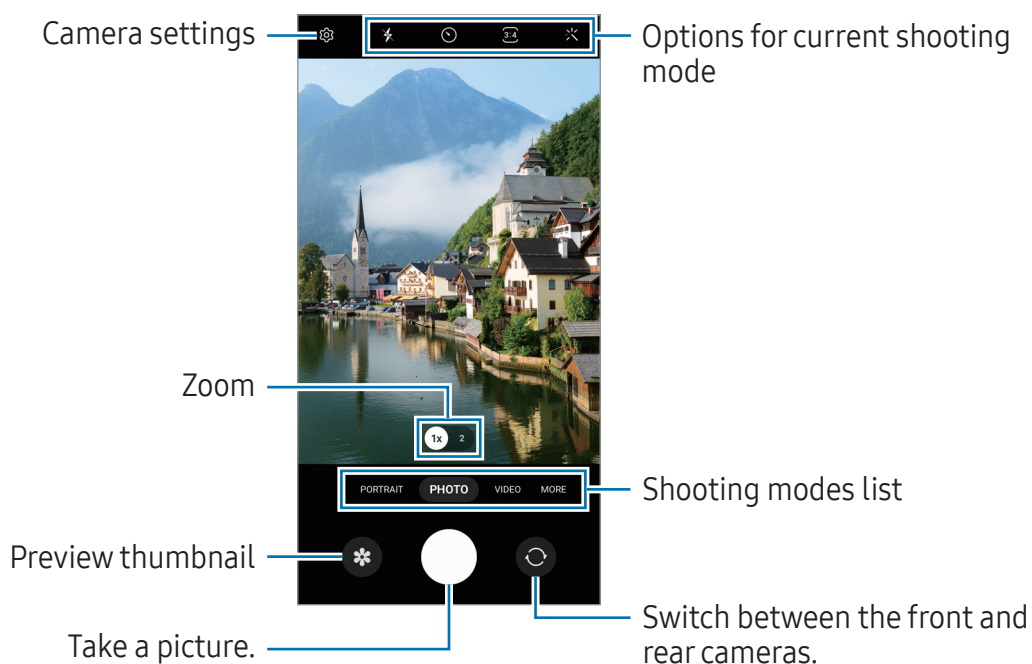 Camera settings
3:4
Options for current shooting
mode
Zoom
1x 2
PORTRAIT PHOTO VIDEO MORE
Shooting modes list
Preview thumbnail
Take a picture.
Switch between the front and
rear cameras.